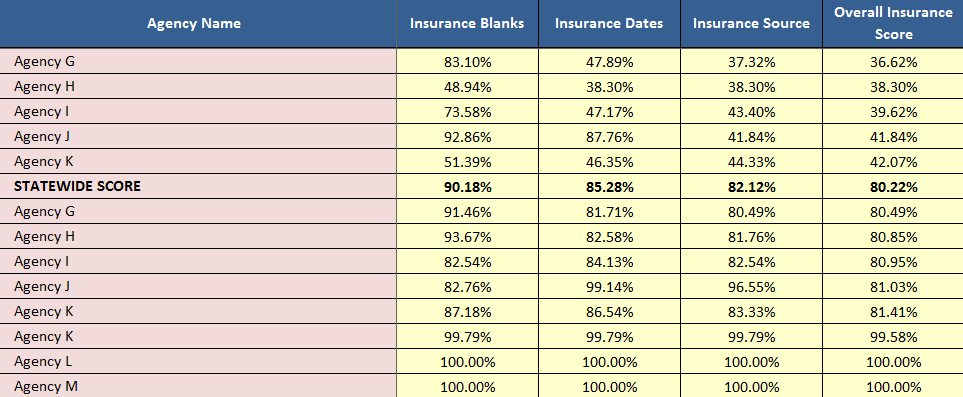 Agency Name Insurance Blanks Insurance Dates Insurance Source Overall Insurance Score
Agency G 83.10% 47.89% 37.32% 36.62%
Agency H 48.94% 38.30% 38.30% 38.30%
Agency I 73.58% 47.17% 43.40% 39.62%
Agency J 92.86% 87.76% 41.84% 41.84%
Agency K 51.39% 46.35% 44.33% 42.07%
STATEWIDE SCORE 90.18% 85.28% 82.12% 80.22%
Agency G 91.46% 81.71% 80.49% 80.49%
Agency H 93.67% 82.58% 81.76% 80.85%
Agency I 82.54% 84.13% 82.54% 80.95%
Agency J 82.76% 99.14% 96.55% 81.03%
Agency K 87.18% 86.54% 83.33% 81.41%
Agency K 99.79% 99.79% 99.79% 99.58%
Agency L 100.00% 100.00% 100.00% 100.00%
Agency M 100.00% 100.00% 100.00% 100.00%